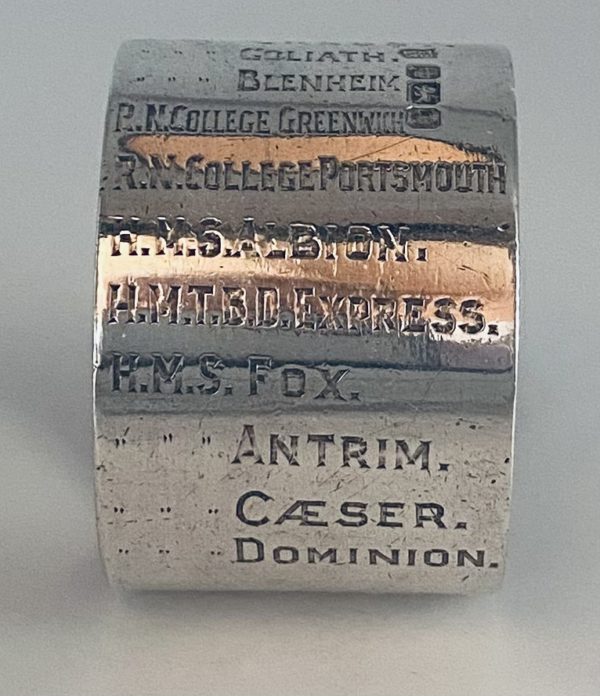 " " " GOLIATH.
" " " BLENHEIM
R.N. COLLEGE GREENWICH
R.N. COLLEGE PORTSMOUTH
H.M.S. ALBION.
H.M.T.B.D. EXPRESS.
H.M.S. FOX.
" " " ANTRIM.
" " " CÆSER.
" " " DOMINION.